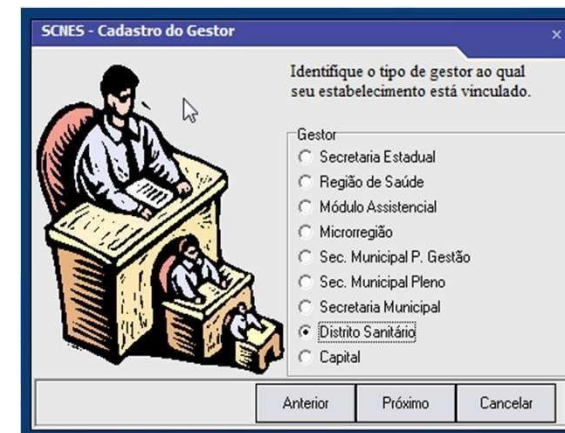 SCNES - Cadastro do Gestor
Identifique o tipo de gestor ao qual
seu estabelecimento está vinculado.
Gestor
Secretaria Estadual
Região de Saúde
Módulo Assistencial
Microrregião
Sec. Municipal P. Gestão
Sec. Municipal Pleno
Secretaria Municipal
Distrito Sanitário
Capital
Anterior
Próximo
Cancelar